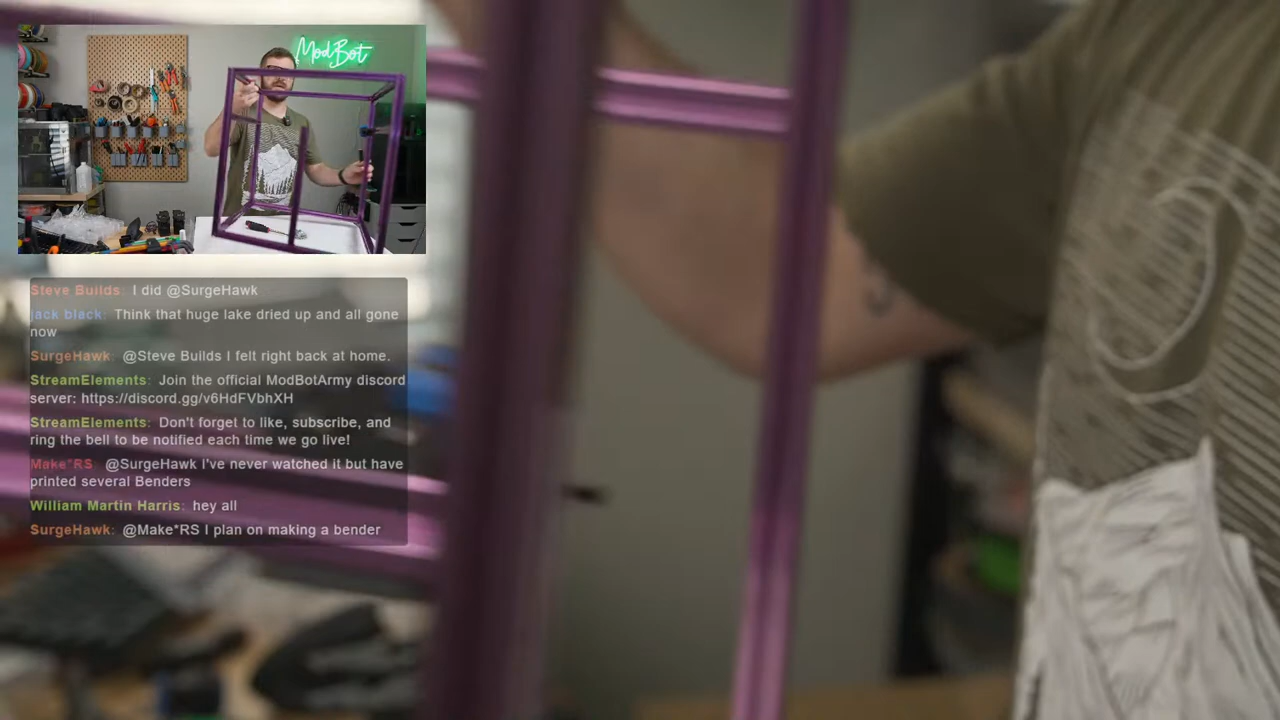 ModBot
Steve Builds: I did @SurgeHawk
jack black: Think that huge lake dried up and all gone
now
SurgeHawk: @Steve Builds I felt right back at home.
StreamElements: Join the official ModBotArmy discord
server: https://discord.gg/v6HdFVbhXH
StreamElements: Don't forget to like, subscribe, and
ring the bell to be notified each time we go live!
Make*RS @SurgeHawk I've never watched it but have
printed several Benders
William Martin Harris: hey all
SurgeHawk: @Make*RS I plan on making a bender